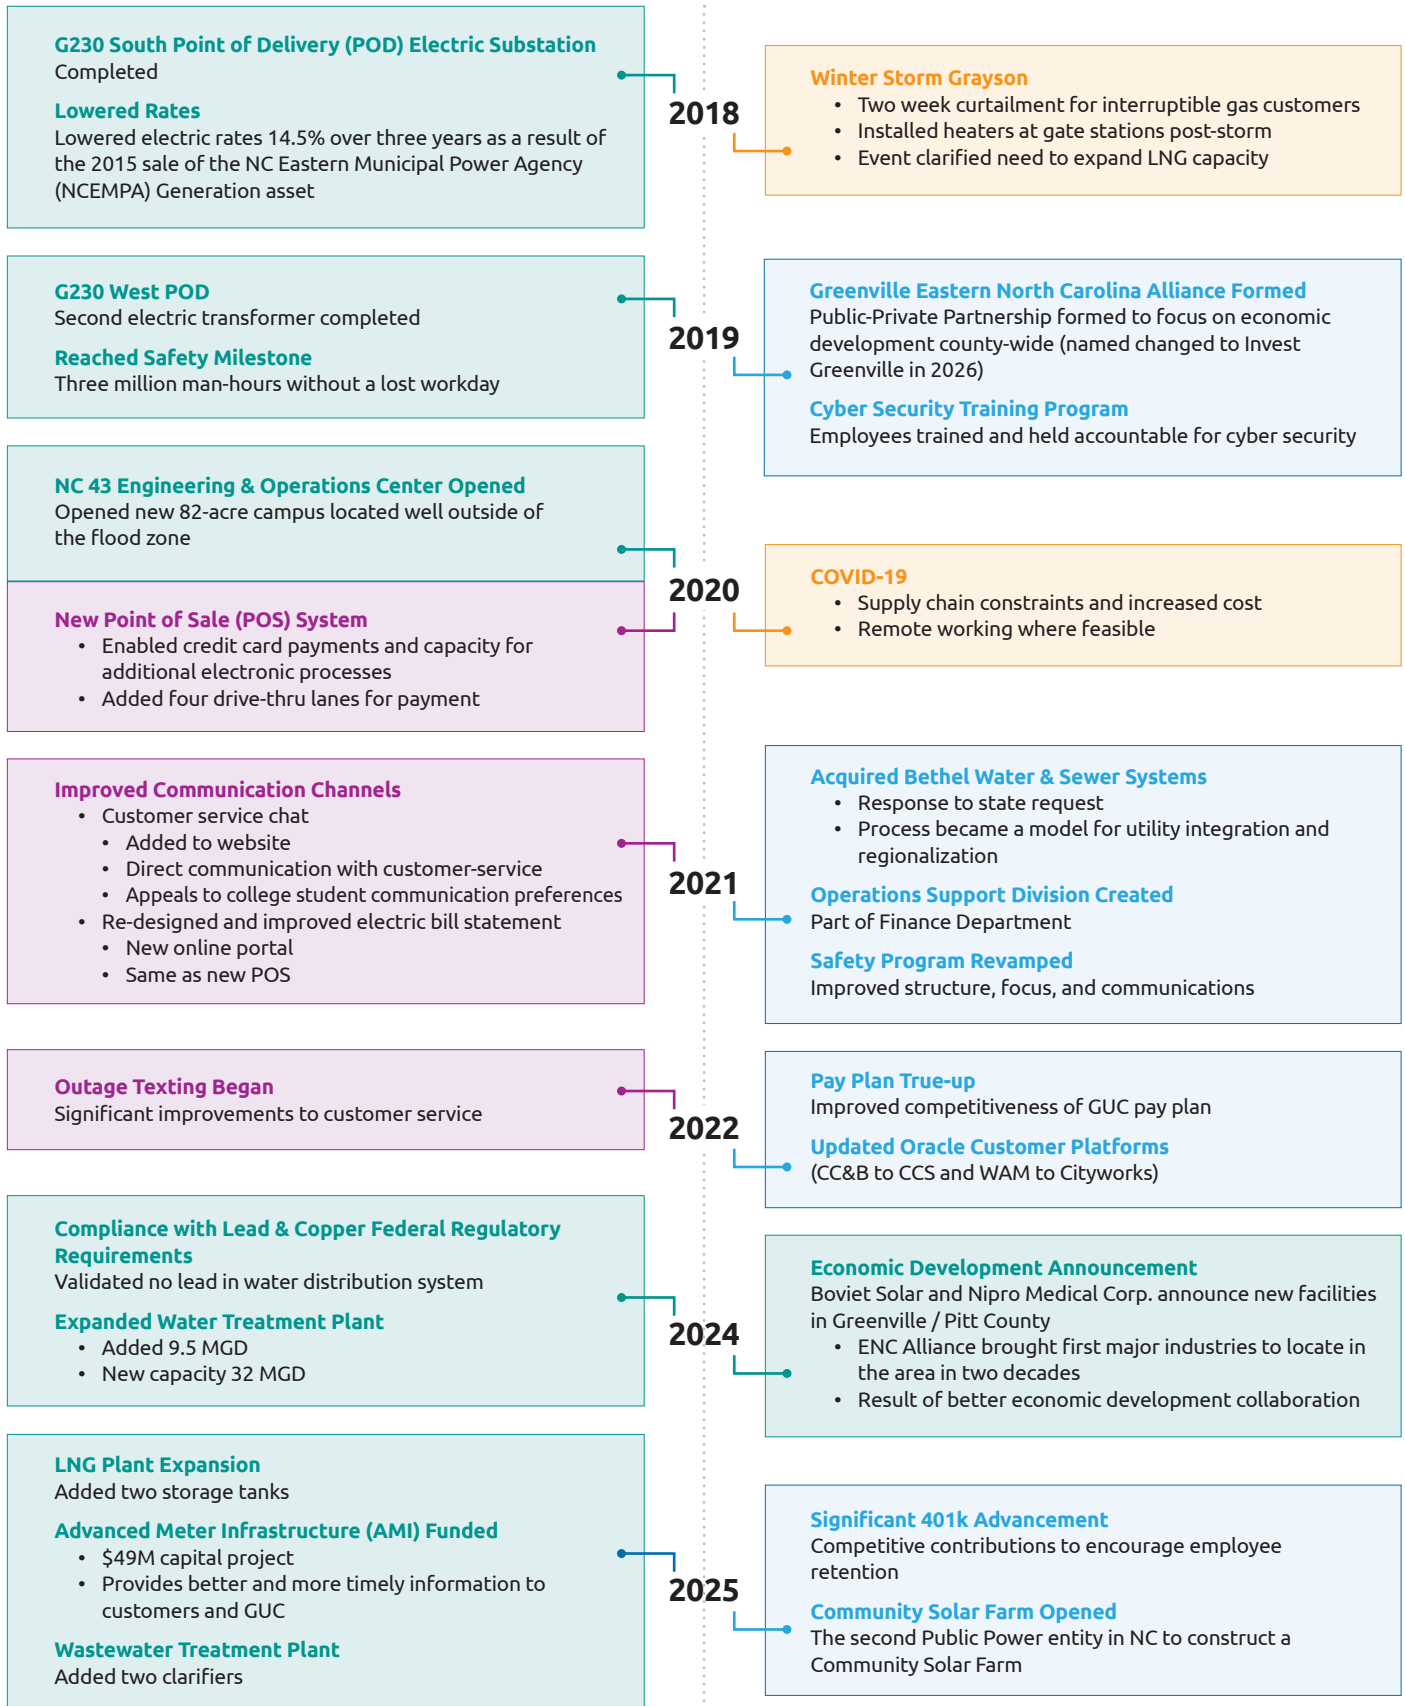 G230 South Point of Delivery (POD) Electric Substation
Completed
Lowered Rates
Lowered electric rates 14.5% over three years as a result of
the 2015 sale of the NC Eastern Municipal Power Agency
(NCEMPA) Generation asset
2018
Winter Storm Grayson
• Two week curtailment for interruptible gas customers
• Installed heaters at gate stations post-storm
• Event clarified need to expand LNG capacity
G230 West POD
Second electric transformer completed
Reached Safety Milestone
Three million man-hours without a lost workday
2019
Greenville Eastern North Carolina Alliance Formed
Public-Private Partnership formed to focus on economic
development county-wide (named changed to Invest
Greenville in 2026)
Cyber Security Training Program
Employees trained and held accountable for cyber security
NC 43 Engineering & Operations Center Opened
Opened new 82-acre campus located well outside of
the flood zone
New Point of Sale (POS) System
• Enabled credit card payments and capacity for
additional electronic processes
• Added four drive-thru lanes for payment
2020
COVID-19
• Supply chain constraints and increased cost
• Remote working where feasible
Improved Communication Channels
• Customer service chat
• Added to website
• Direct communication with customer-service
• Appeals to college student communication preferences
• Re-designed and improved electric bill statement
• New online portal
• Same as new POS
2021
Acquired Bethel Water & Sewer Systems
• Response to state request
• Process became a model for utility integration and
regionalization
Operations Support Division Created
Part of Finance Department
Safety Program Revamped
Improved structure, focus, and communications
Outage Texting Began
Significant improvements to customer service
2022
Pay Plan True-up
Improved competitiveness of GUC pay plan
Updated Oracle Customer Platforms
(CC&B to CCS and WAM to Cityworks)
Compliance with Lead & Copper Federal Regulatory
Requirements
Validated no lead in water distribution system
Expanded Water Treatment Plant
• Added 9.5 MGD
• New capacity 32 MGD
2024
Economic Development Announcement
Boviet Solar and Nipro Medical Corp. announce new facilities
in Greenville / Pitt County
• ENC Alliance brought first major industries to locate in
the area in two decades
• Result of better economic development collaboration
LNG Plant Expansion
Added two storage tanks
Advanced Meter Infrastructure (AMI) Funded
• $49M capital project
• Provides better and more timely information to
customers and GUC
Wastewater Treatment Plant
Added two clarifiers
2025
Significant 401k Advancement
Competitive contributions to encourage employee
retention
Community Solar Farm Opened
The second Public Power entity in NC to construct a
Community Solar Farm